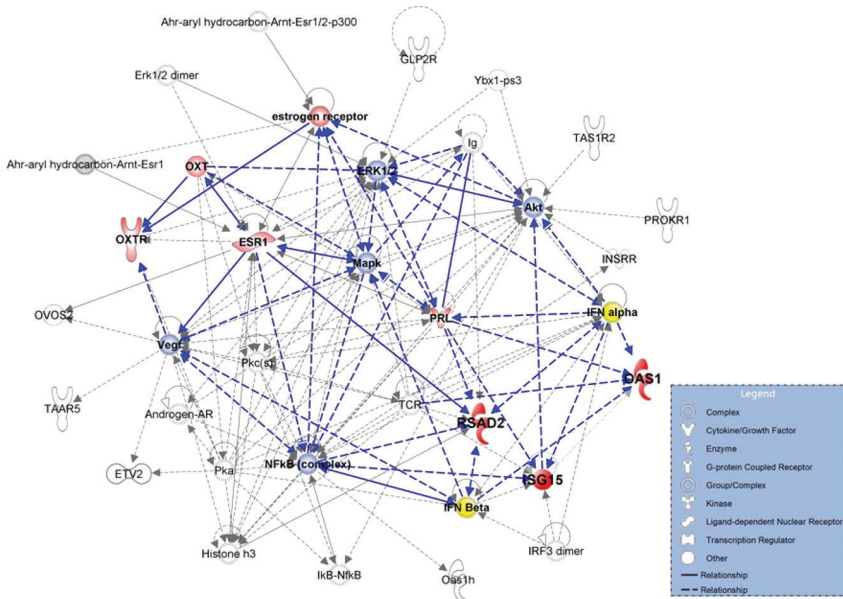 Ahr-aryl hydrocarbon-Arnt-Esr1/2-p300
GLP2R
Erk1/2 dimer
Ybx1-ps3
estrogen receptor
Ig
TAS1R2
Ahr-aryl hydrocarbon-Arnt-Esr1
OXT
ERK1/2
Akt
PROKR1
OXTR
ESR1
INSRR
Mapk
OVOS2
PRL
IFN alpha
Vegf
Pkc(s)
OAS1
TAAR5
Androgen-AR
TCR
RSAD2
ETV2
Pka
NFkB (complex)
ISG15
IFN Beta
Histone h3
IkB-NfkB
Oas1h
IRF3 dimer
Legend
Complex
Cytokine/Growth Factor
Enzyme
G-protein Coupled Receptor
Group/Complex
Kinase
Ligand-dependent Nuclear Receptor
Transcription Regulator
Other
Relationship
Relationship